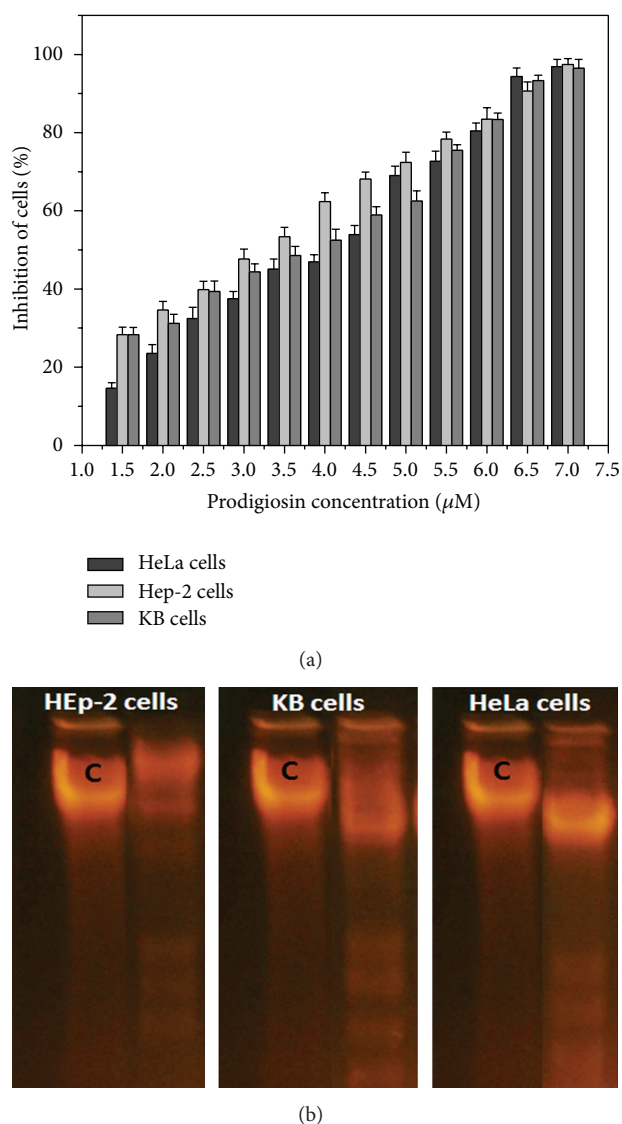 100
80
60
40
20
0
Inhibition of cells (%)
1.0 1.5 2.0 2.5 3.0 3.5 4.0 4.5 5.0 5.5 6.0 6.5 7.0 7.5
Prodigiosin concentration (μM)
HeLa cells
Hep-2 cells
KB cells
(a)
HEp-2 cells KB cells HeLa cells
C C C
(b)